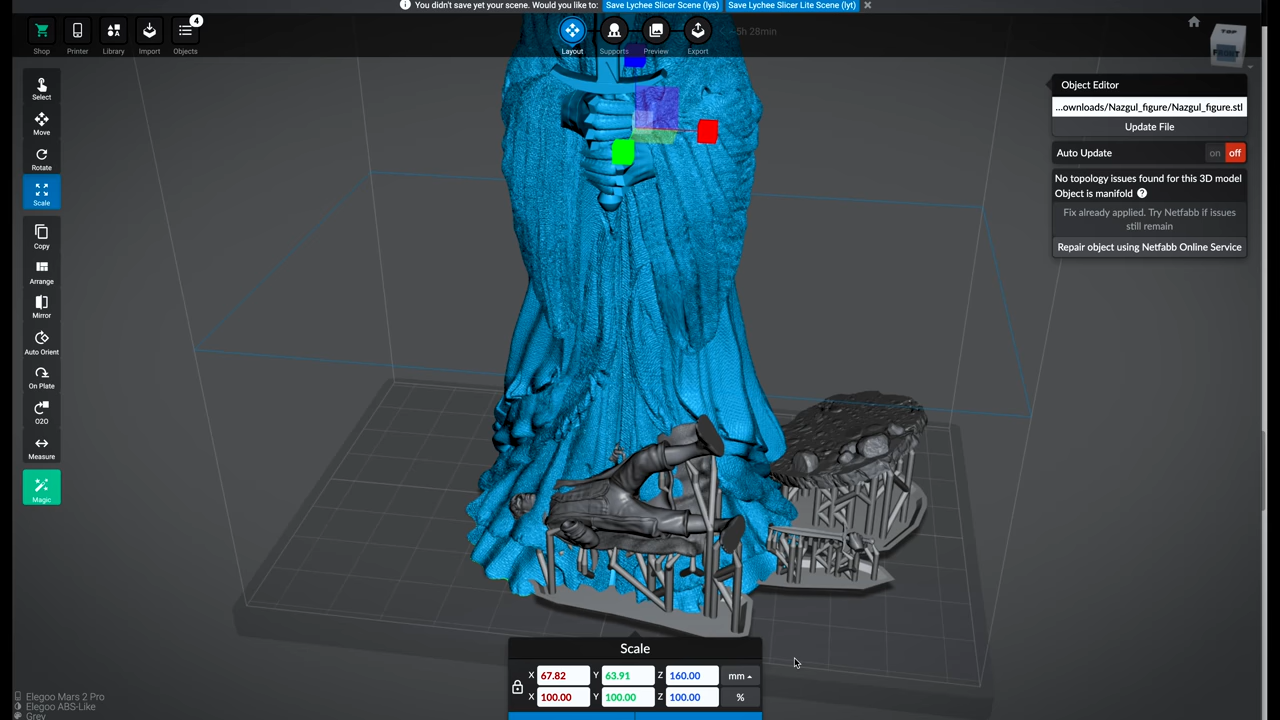 You didn't save yet your scene. Would you like to: Save Lychee Slicer Scene (lys) Save Lychee Slicer Lite Scene (lyt)
Shop Printer Library Import Objects 4
Layout Supports Preview Export ~5h 28min
TOP
FRONT
Select
Move
Rotate
Scale
Copy
Arrange
Mirror
Auto Orient
On Plate
O2O
Measure
Magic
Object Editor
...ownloads/Nazgul_figure/Nazgul_figure.stl
Update File
Auto Update on off
No topology issues found for this 3D model
Object is manifold ?
Fix already applied. Try Netfabb if issues
still remain
Repair object using Netfabb Online Service
Scale
X 67.82 Y 63.91 Z 160.00 mm
X 100.00 Y 100.00 Z 100.00 %
Elegoo Mars 2 Pro
Elegoo ABS-Like
Grey